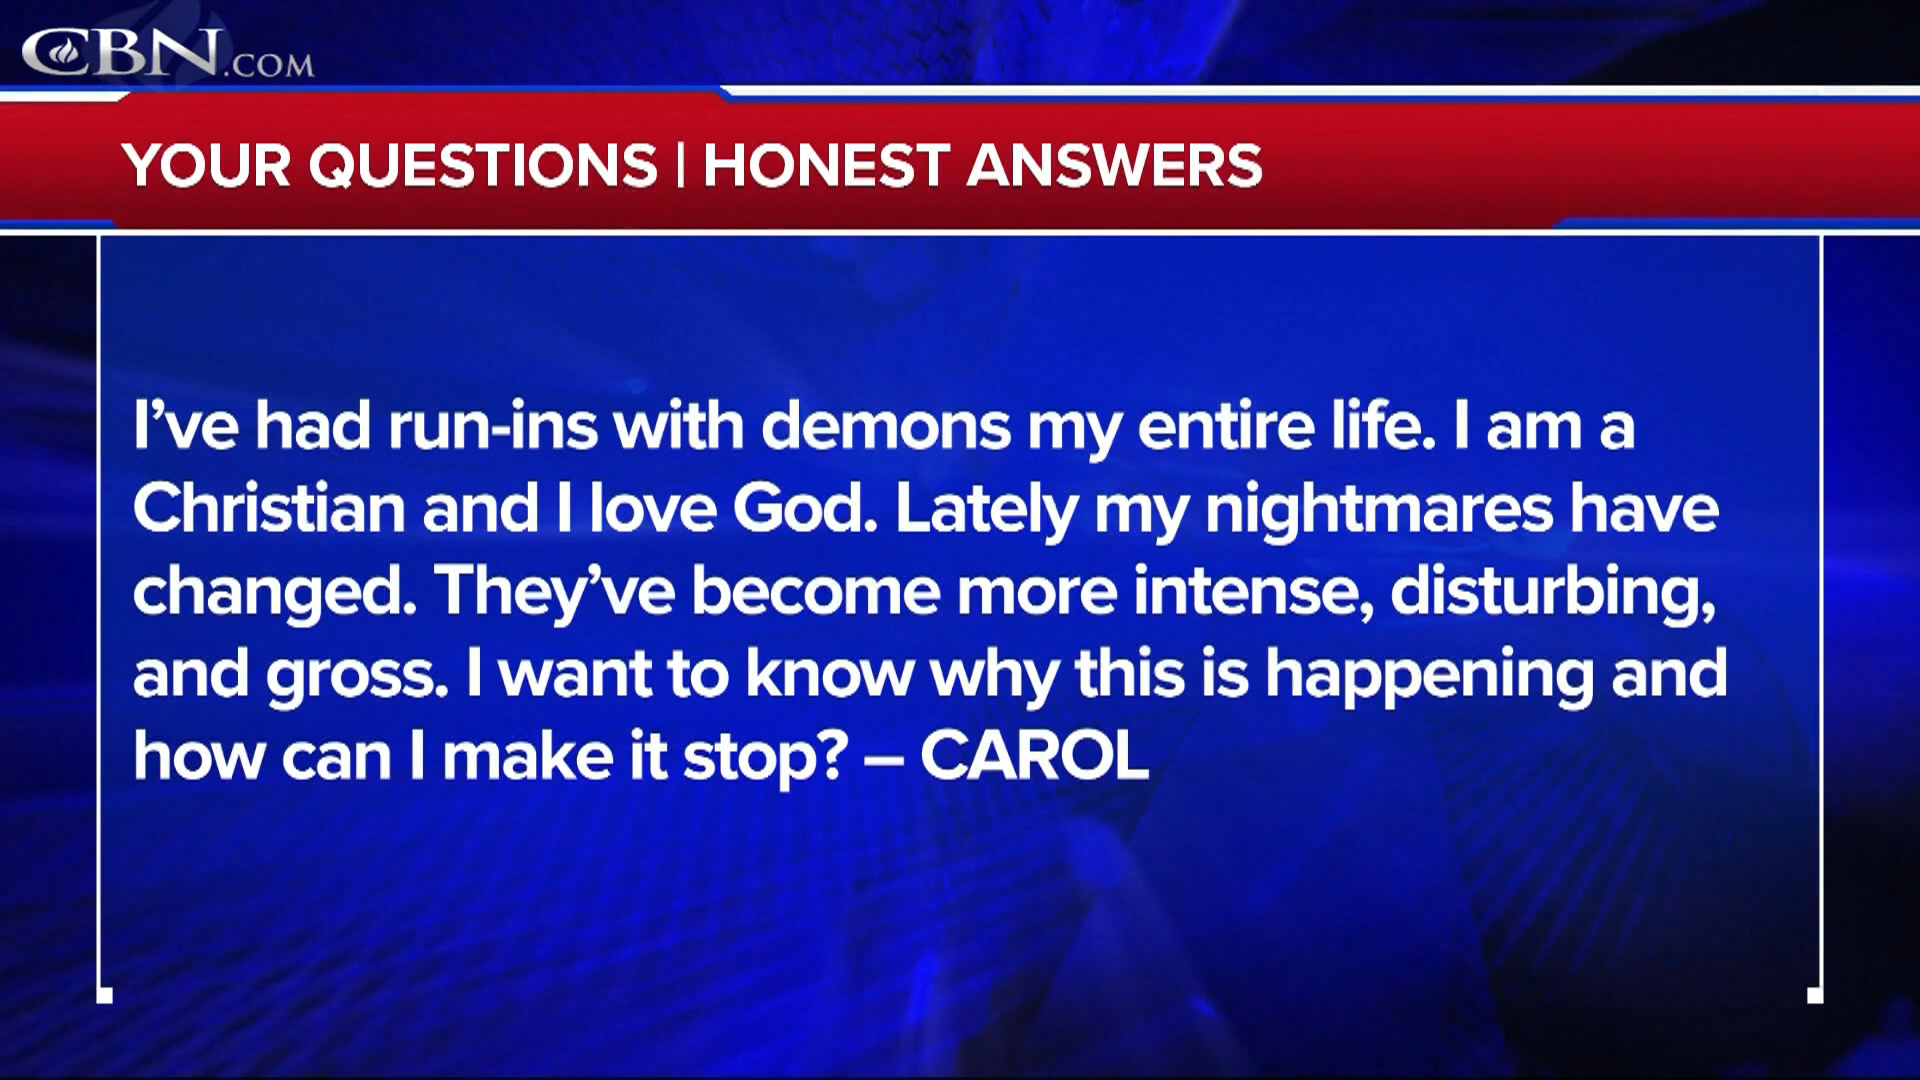 CBN.COM
YOUR QUESTIONS | HONEST ANSWERS
I’ve had run-ins with demons my entire life. I am a
Christian and I love God. Lately my nightmares have
changed. They’ve become more intense, disturbing,
and gross. I want to know why this is happening and
how can I make it stop? – CAROL